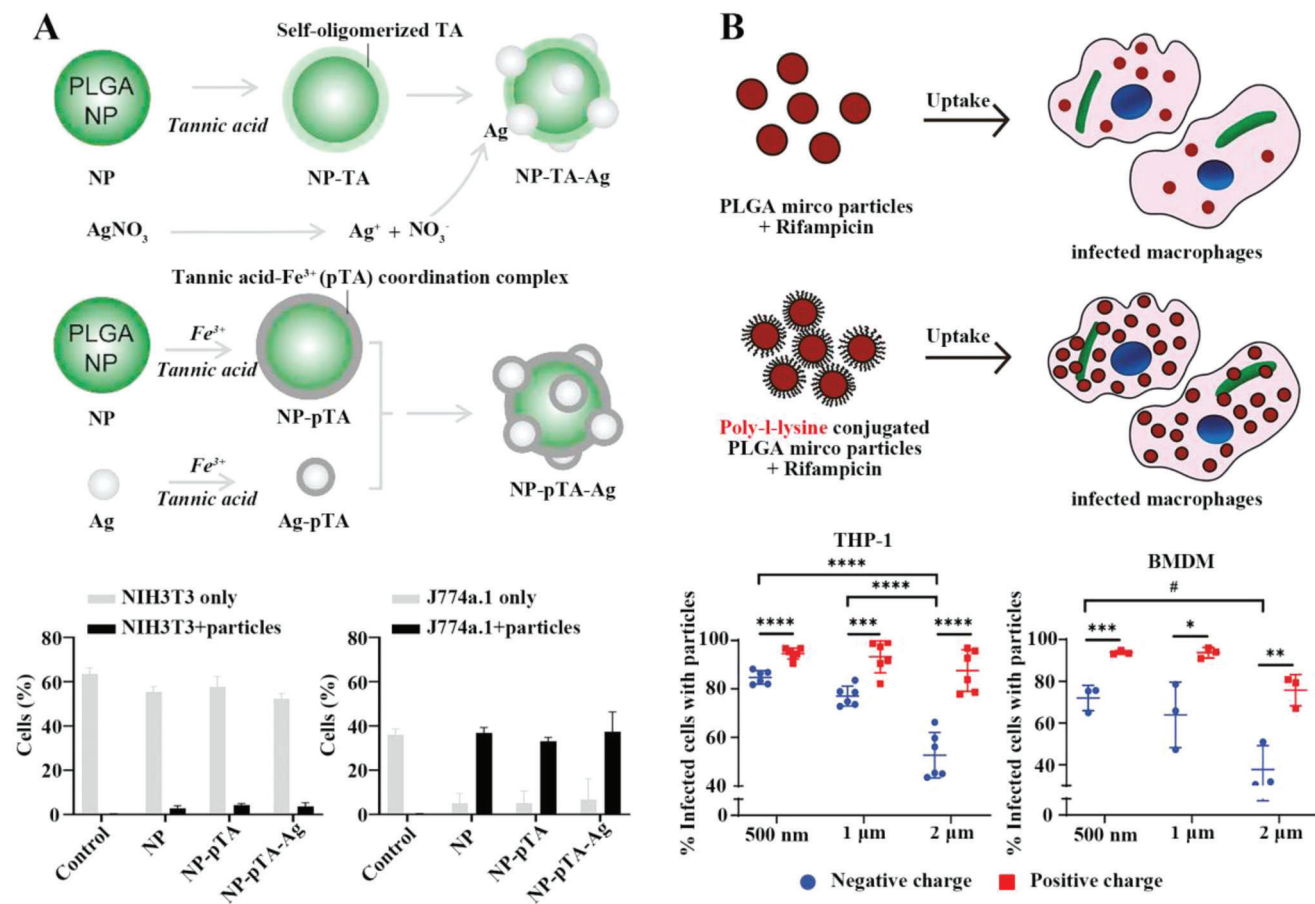 A
Self-oligomerized TA
PLGA
NP
Tannic acid
Ag
NP
NP-TA
NP-TA-Ag
AgNO₃
Ag⁺ + NO₃⁻
Tannic acid-Fe³⁺ (pTA) coordination complex
PLGA
NP
Fe³⁺
Tannic acid
NP
NP-pTA
Fe³⁺
Tannic acid
Ag
Ag-pTA
NP-pTA-Ag
NIH3T3 only
NIH3T3+particles
Cells (%)
80
60
40
20
0
Control
NP
NP-pTA
NP-pTA-Ag
J774a.1 only
J774a.1+particles
Cells (%)
80
60
40
20
0
Control
NP
NP-pTA
NP-pTA-Ag
B
Uptake
PLGA mirco particles
+ Rifampicin
infected macrophages
Uptake
Poly-l-lysine conjugated
PLGA mirco particles
+ Rifampicin
infected macrophages
THP-1
****
****
**** *** ****
% Infected cells with particles
100
80
60
40
0
500 nm 1 µm 2 µm
BMDM
#
*** * **
% Infected cells with particles
100
80
60
40
0
500 nm 1 µm 2 µm
Negative charge Positive charge